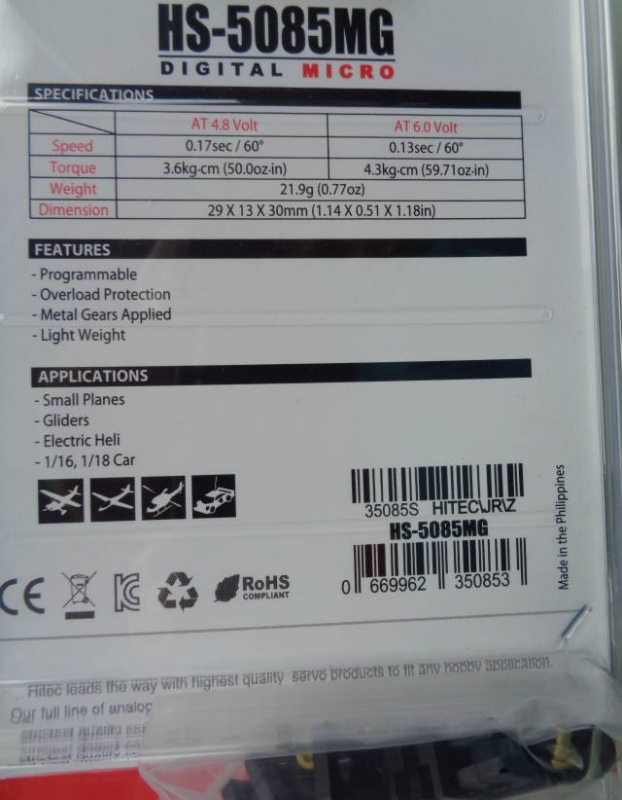 HS-5085MG
DIGITAL MICRO
SPECIFICATIONS
AT 4.8 Volt AT 6.0 Volt
Speed 0.17sec / 60° 0.13sec / 60°
Torque 3.6kg-cm (50.0oz-in) 4.3kg-cm (59.71oz-in)
Weight 21.9g (0.77oz)
Dimension 29 X 13 X 30mm (1.14 X 0.51 X 1.18in)
FEATURES
- Programmable
- Overload Protection
- Metal Gears Applied
- Light Weight
APPLICATIONS
- Small Planes
- Gliders
- Electric Heli
- 1/16, 1/18 Car
35085S HITEC\JR\Z
HS-5085MG
0 669962 350853
Made in the Philippines
CE
RoHS
COMPLIANT
Hitec leads the way with highest quality servo products to fit any hobby application.
Our full line of analog